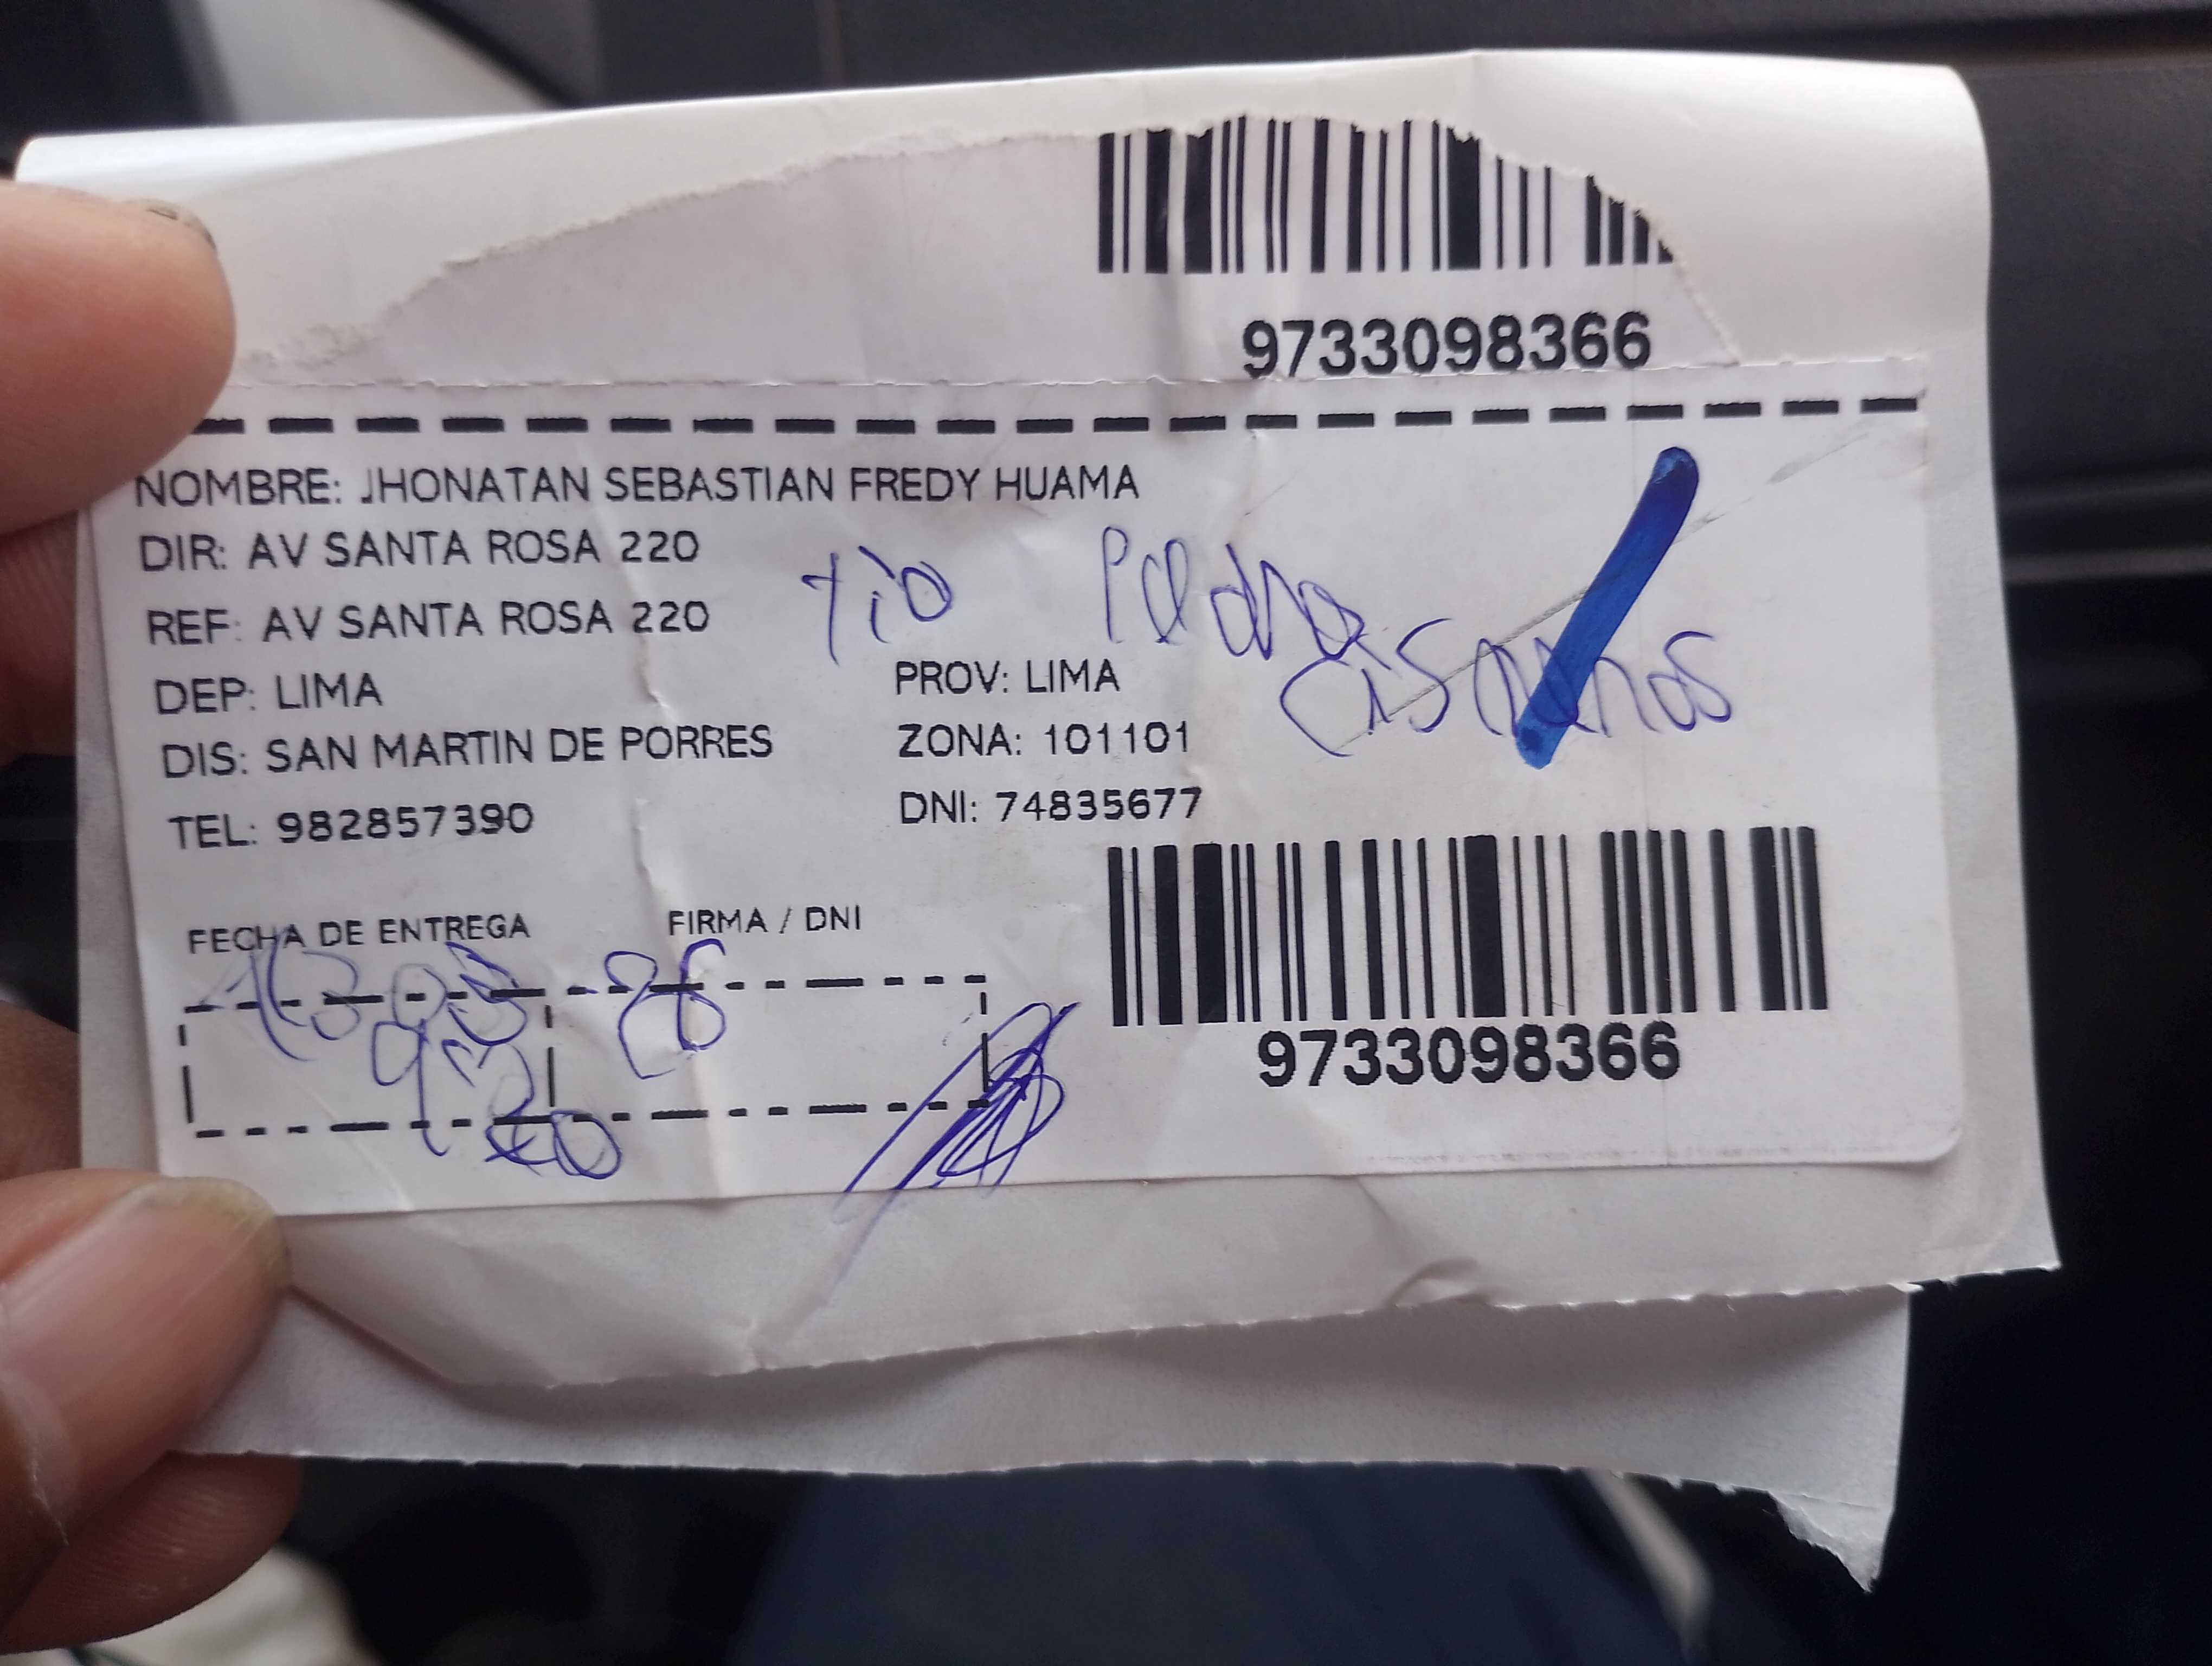 9733098366
NOMBRE: JHONATAN SEBASTIAN FREDY HUAMA
DIR: AV SANTA ROSA 220
REF: AV SANTA ROSA 220
tio Pedro
DEP: LIMA PROV: LIMA
DIS: SAN MARTIN DE PORRES ZONA: 101101
TEL: 982857390 DNI: 74835677
FECHA DE ENTREGA FIRMA / DNI
9733098366